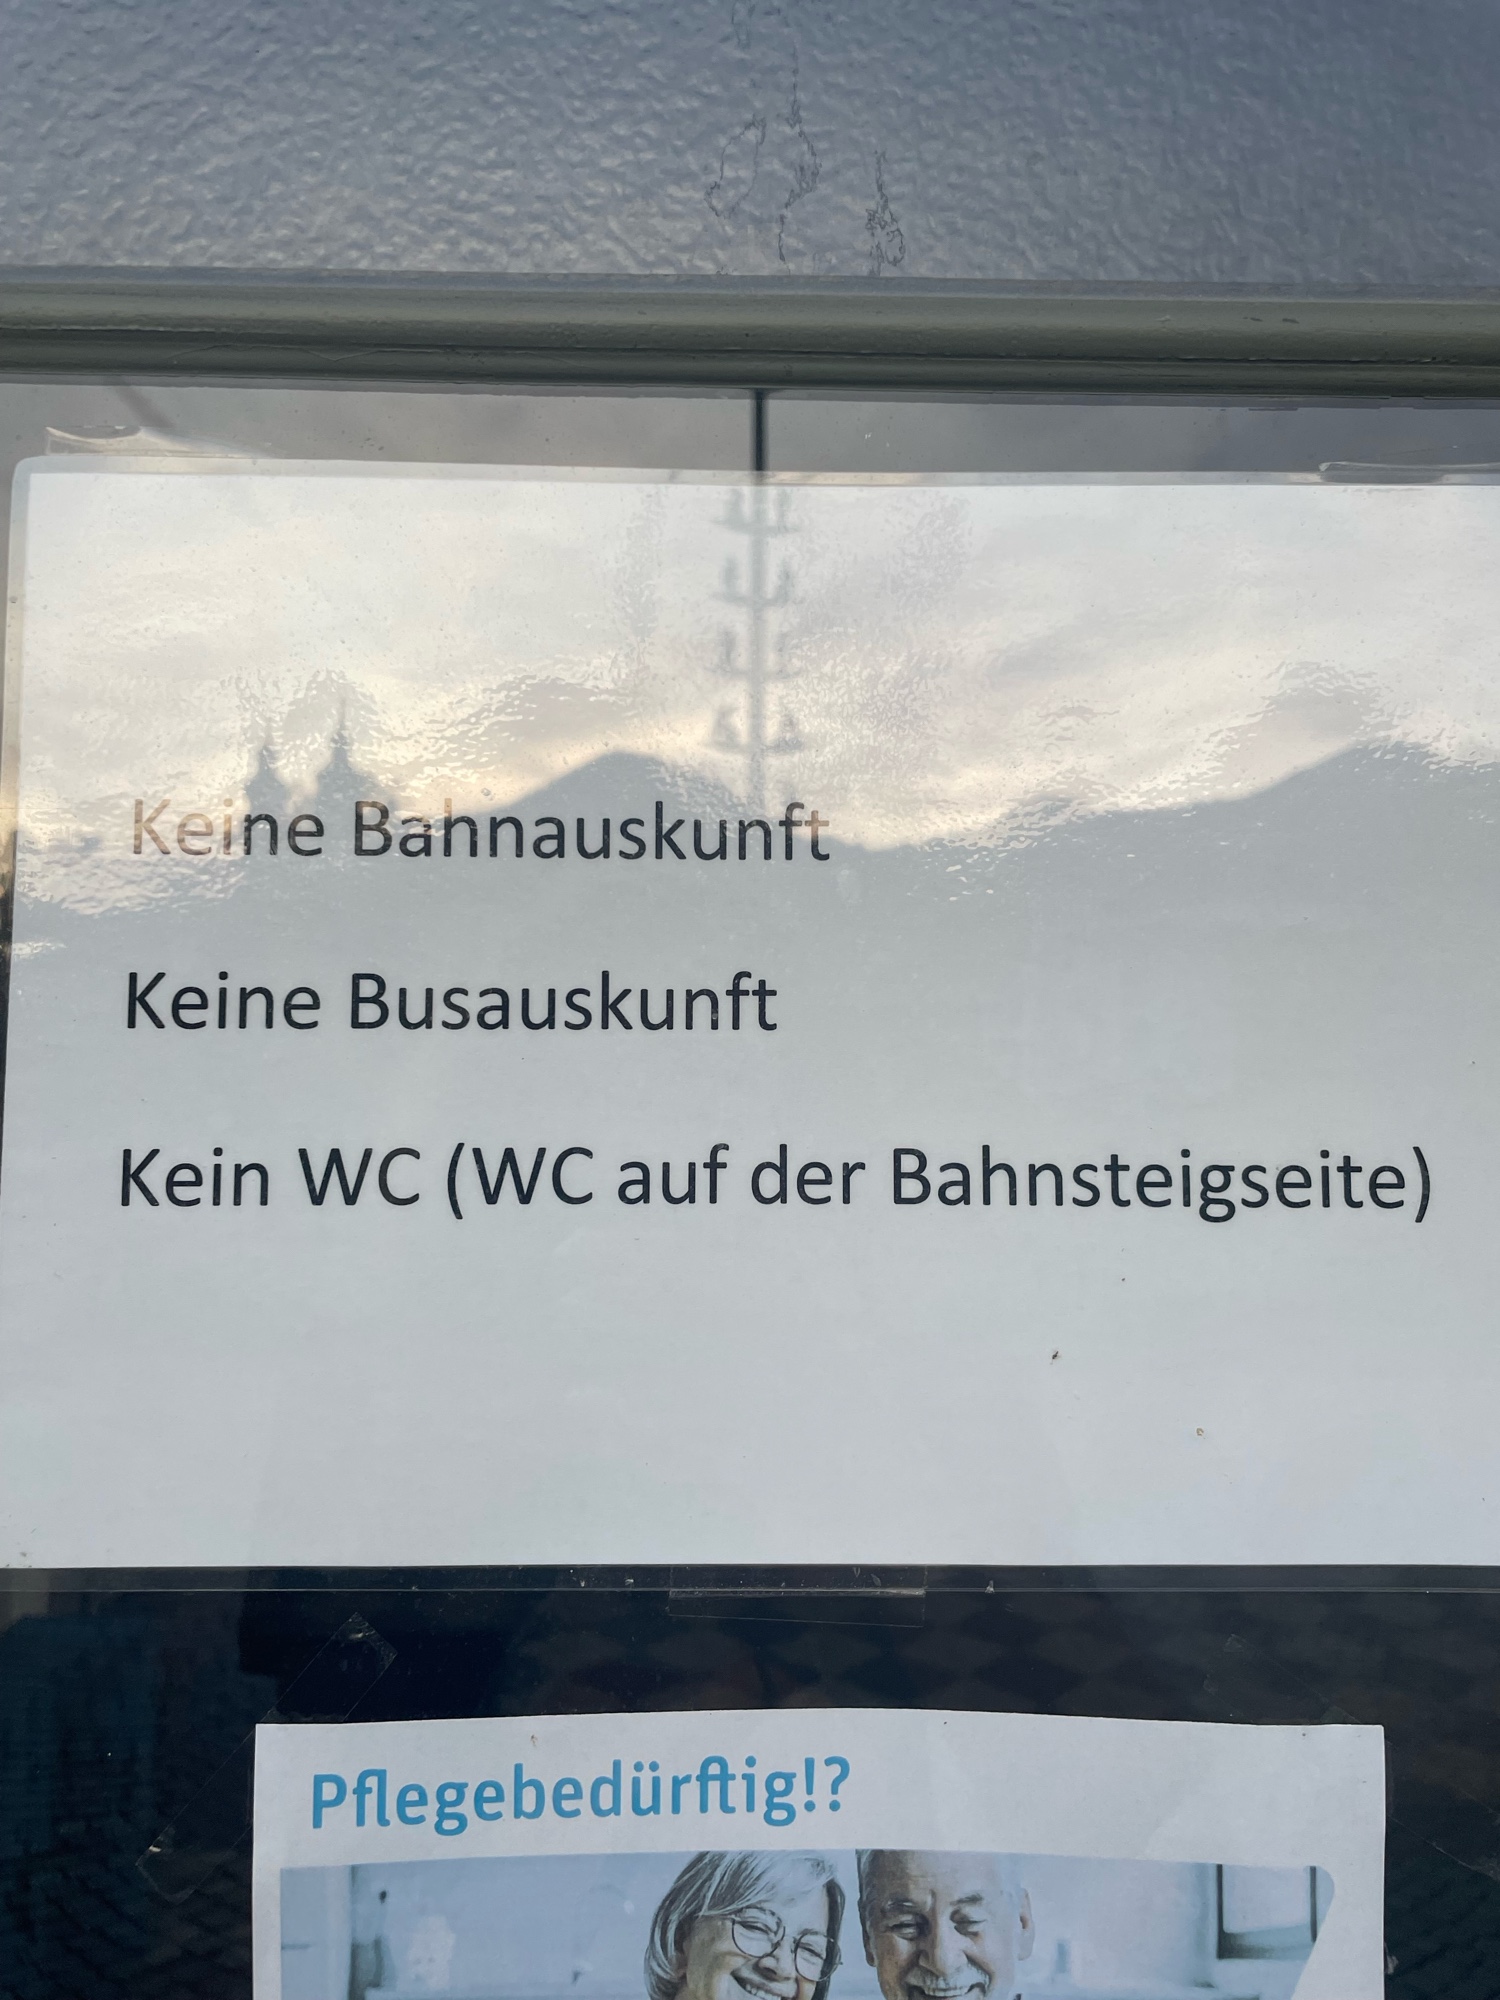 Keine Bahnauskunft
Keine Busauskunft
Kein WC (WC auf der Bahnsteigseite)
Pflegebedürftig!?